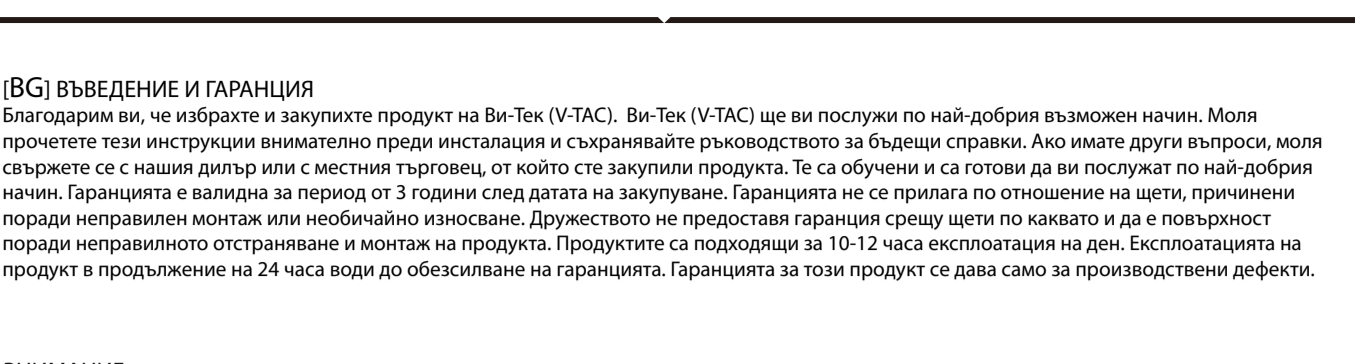 [BG] ВЪВЕДЕНИЕ И ГАРАНЦИЯ
Благодарим ви, че избрахте и закупихте продукт на Ви-Тек (V-TAC). Ви-Тек (V-TAC) ще ви послужи по най-добрия възможен начин. Моля
прочетете тези инструкции внимателно преди инсталация и съхранявайте ръководството за бъдещи справки. Ако имате други въпроси, моля
свържете се с нашия дилър или с местния търговец, от който сте закупили продукта. Те са обучени и са готови да ви послужат по най-добрия
начин. Гаранцията е валидна за период от 3 години след датата на закупуване. Гаранцията не се прилага по отношение на щети, причинени
поради неправилен монтаж или необичайно износване. Дружеството не предоставя гаранция срещу щети по каквато и да е повърхност
поради неправилното отстраняване и монтаж на продукта. Продуктите са подходящи за 10-12 часа експлоатация на ден. Експлоатацията на
продукт в продължение на 24 часа води до обезсилване на гаранцията. Гаранцията за този продукт се дава само за производствени дефекти.